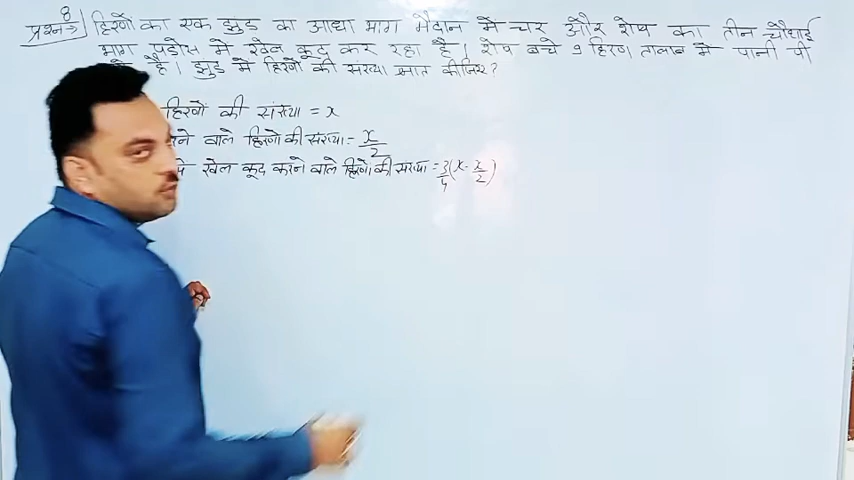 प्रश्न→ 8 हिरणों का एक झुंड का आधा भाग मैदान में चर और शेष का तीन चौथाई
भाग पड़ोस में खेल कूद कर रहा है। शेष बचे 9 हिरण तालाब में पानी पी
है। झुंड में हिरणों की संख्या ज्ञात कीजिए?
हिरणों की संख्या = x
वाले हिरणों की संख्या = x/2
खेल कूद करने वाले हिरणों की संख्या = 3/4(x - x/2)